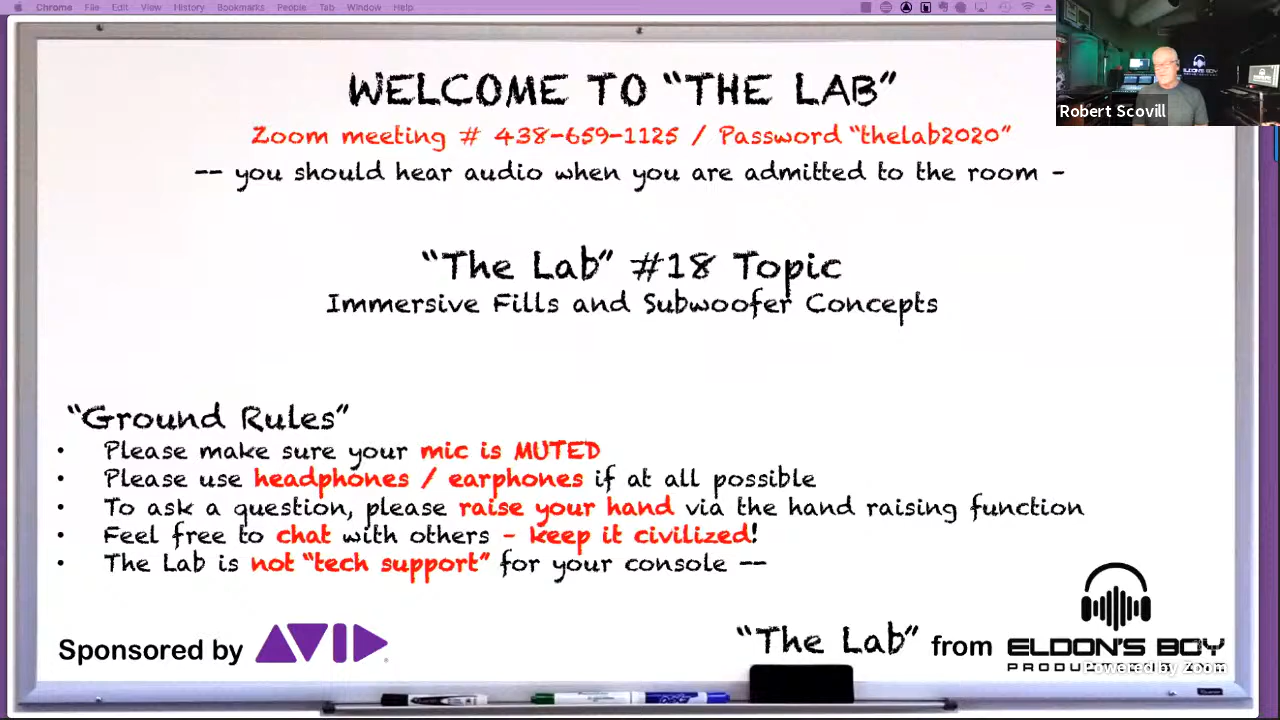 Chrome File Edit View History Bookmarks People Tab Window Help
Robert Scovill
WELCOME TO “THE LAB”
Zoom meeting # 438-659-1125 / Password “thelab2020”
-- you should hear audio when you are admitted to the room -
“The Lab” #18 Topic
Immersive Fills and Subwoofer Concepts
“Ground Rules”
• Please make sure your mic is MUTED
• Please use headphones / earphones if at all possible
• To ask a question, please raise your hand via the hand raising function
• Feel free to chat with others - keep it civilized!
• The Lab is not “tech support” for your console --
Sponsored by AVID
“The Lab” from ELDON'S BOY
Powered by Zoom